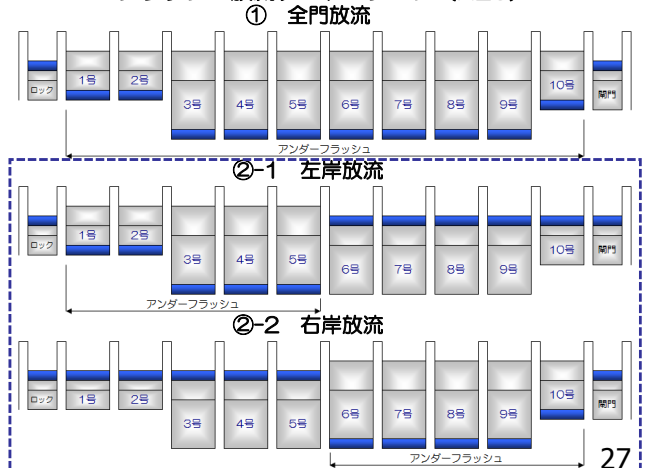 ① 全門放流
ロック 1号 2号 3号 4号 5号 6号 7号 8号 9号 10号 閘門
アンダーフラッシュ
②-1 左岸放流
ロック 1号 2号 3号 4号 5号 6号 7号 8号 9号 10号 閘門
アンダーフラッシュ
②-2 右岸放流
ロック 1号 2号 3号 4号 5号 6号 7号 8号 9号 10号 閘門
アンダーフラッシュ
27